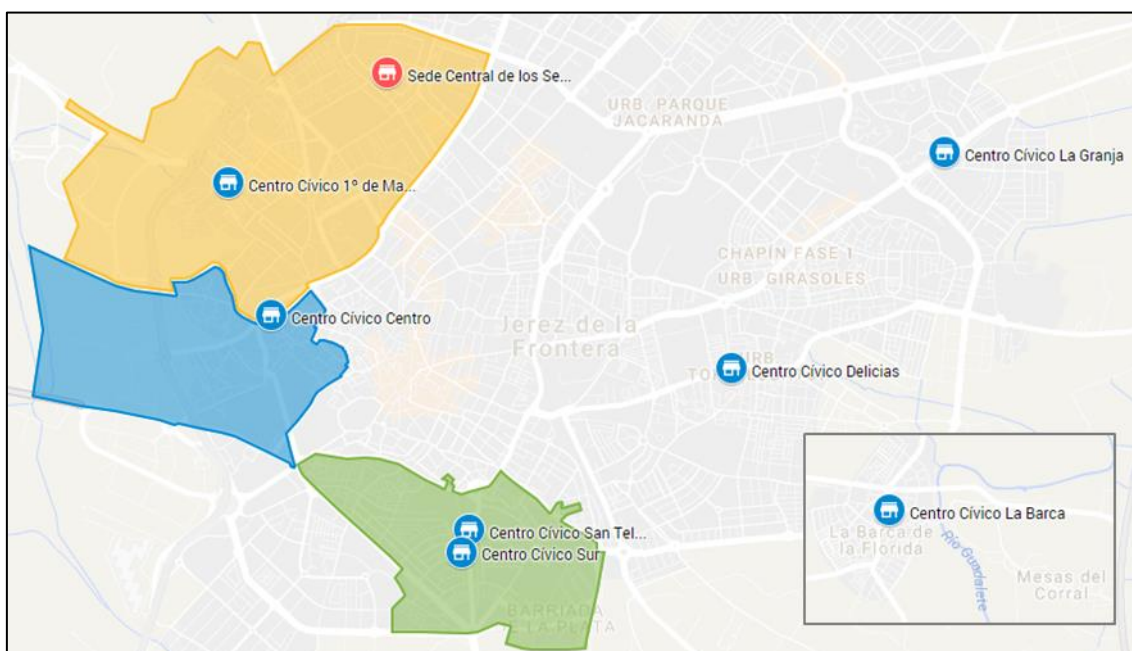 Sede Central de los Se...
URB. PARQUE
JACARANDA
Centro Cívico La Granja
Centro Cívico 1º de Ma...
CHAPÍN FASE 1
URB. GIRASOLES
Centro Cívico Centro
Jerez de la
Frontera
URB
Centro Cívico Delicias
Centro Cívico San Tel...
Centro Cívico Sur
BARRIADA
LA PLATA
Centro Cívico La Barca
La Barca de
la Florida
Río Guadalete
Mesas del
Corral